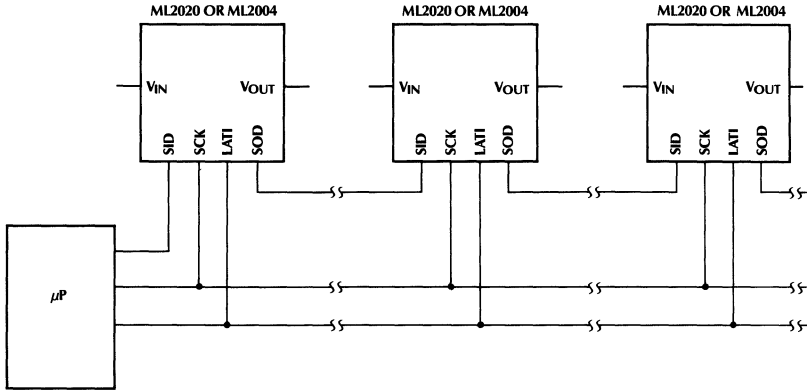 ML2020 OR ML2004
ML2020 OR ML2004
ML2020 OR ML2004
VIN VOUT
VIN VOUT
VIN VOUT
SID SCK LATI SOD
SID SCK LATI SOD
SID SCK LATI SOD
μP